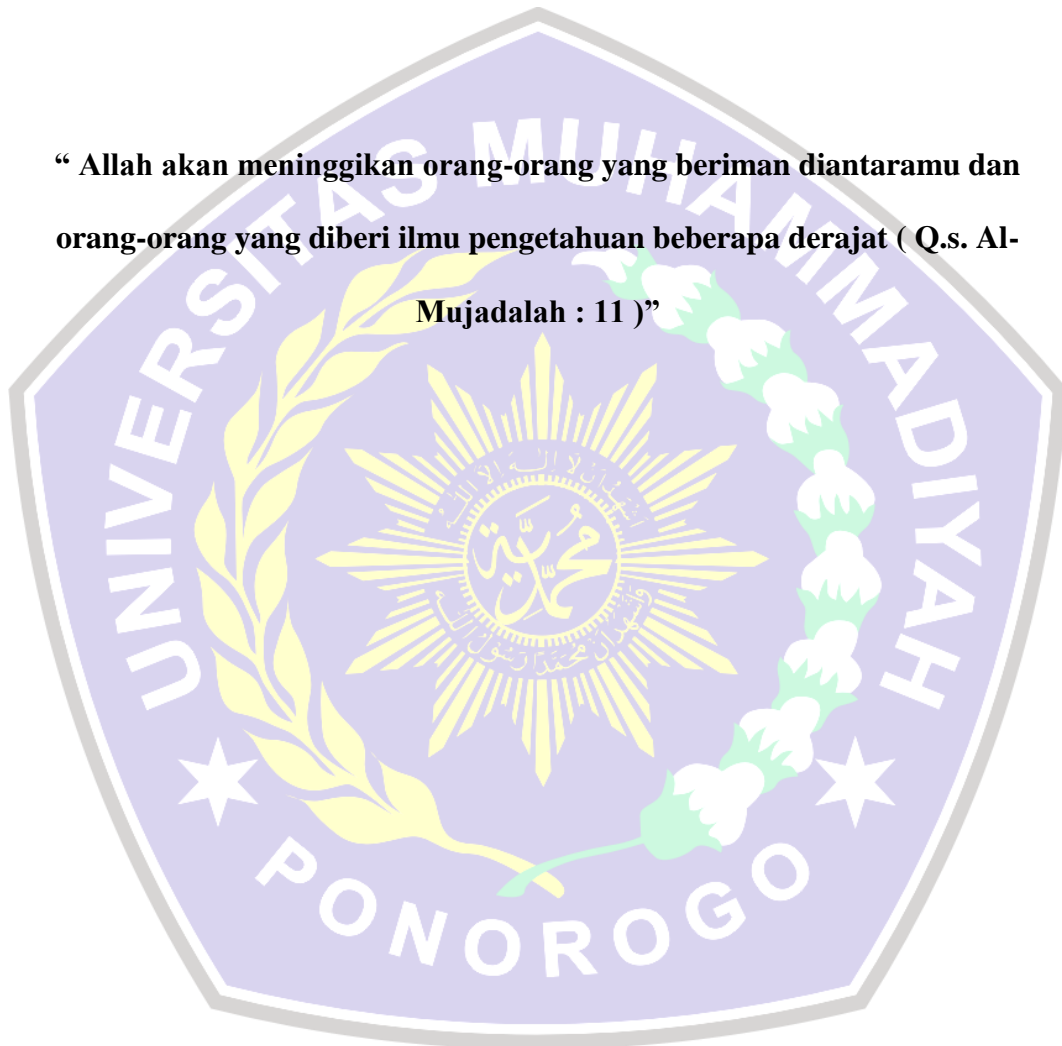 “ Allah akan meninggikan orang-orang yang beriman diantaramu dan
orang-orang yang diberi ilmu pengetahuan beberapa derajat ( Q.s. Al-
Mujadalah : 11 )”
UNIVERSITAS MUHAMMADIYAH
PONOROGO
محمدية